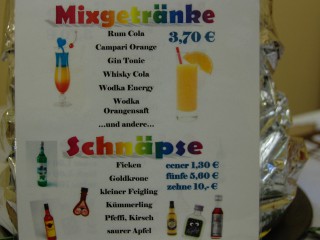 Mixgetränke
Rum Cola
3,70 €
Campari Orange
Gin Tonic
Whisky Cola
Wodka Energy
Wodka
Orangensaft
...und andere...
Schnäpse
Ficken
eener 1,30 €
Goldkrone
fünfe 5,60 €
kleiner Feigling
zehne 10,- €
Kümmerling
Pfeffi, Kirsch
saurer Apfel